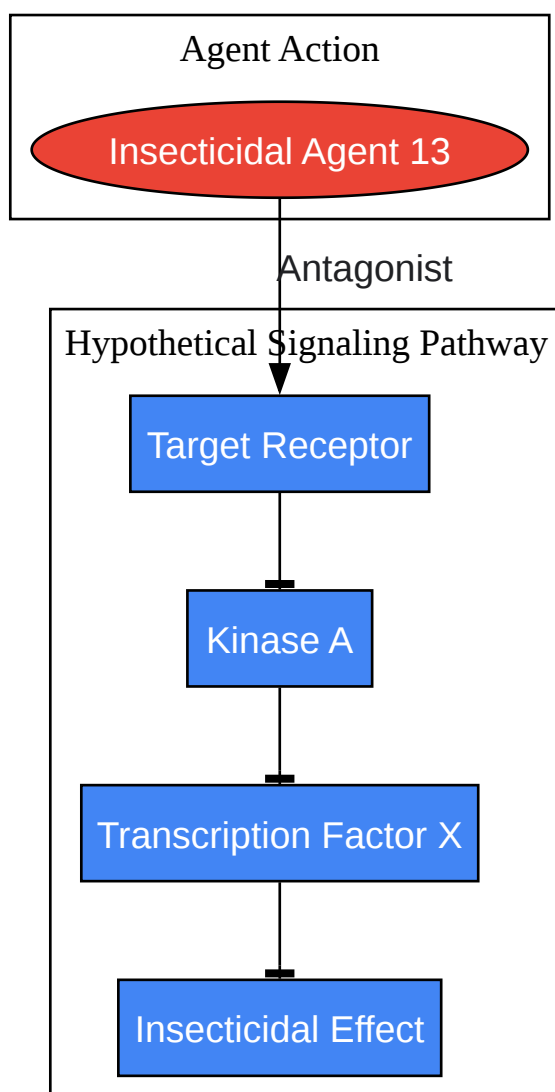 Agent Action
Insecticidal Agent 13
Antagonist
Hypothetical Signaling Pathway
Target Receptor
Kinase A
Transcription Factor X
Insecticidal Effect